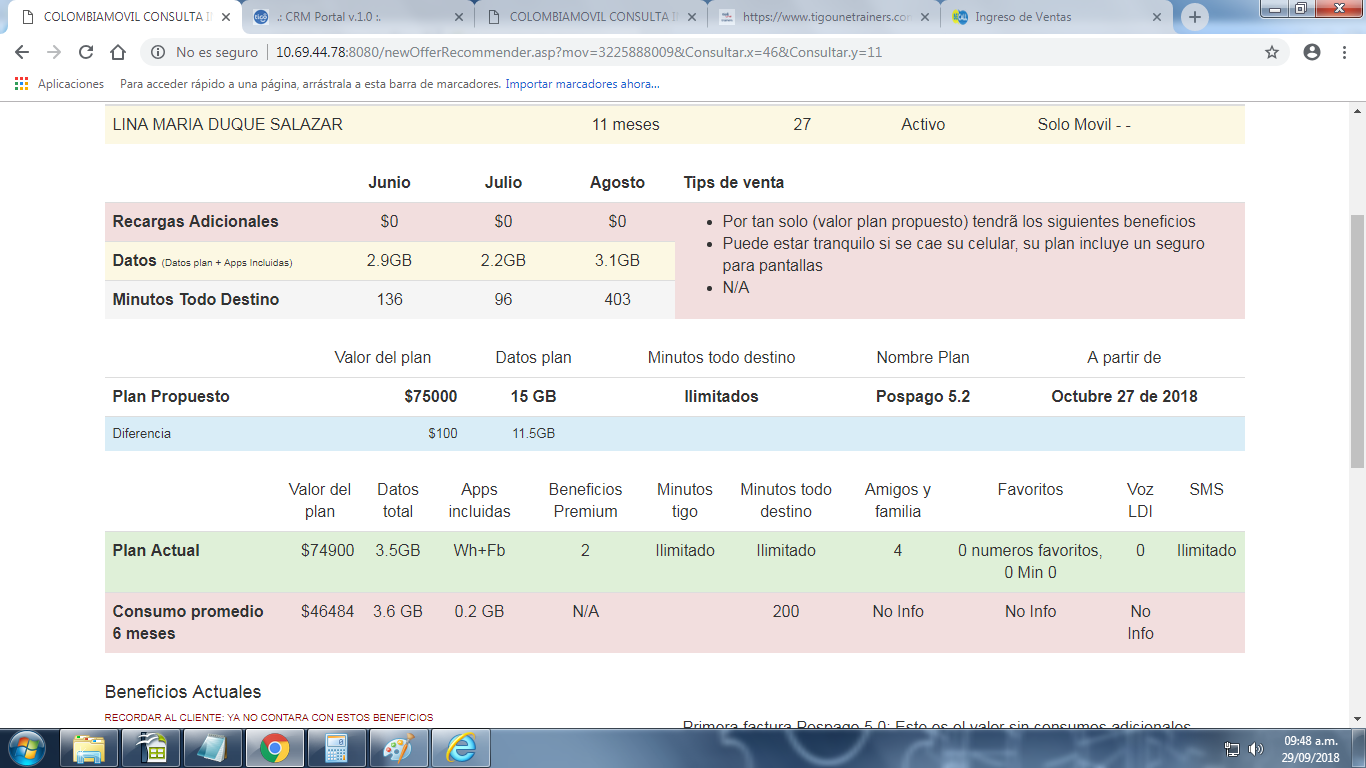 COLOMBIAMOVIL CONSULTA I
.: CRM Portal v.1.0 :.
COLOMBIAMOVIL CONSULTA I
https://www.tigounetrainers.co
Ingreso de Ventas
No es seguro | 10.69.44.78:8080/newOfferRecommender.asp?mov=3225888009&Consultar.x=46&Consultar.y=11
Aplicaciones Para acceder rápido a una página, arrástrala a esta barra de marcadores. Importar marcadores ahora...
LINA MARIA DUQUE SALAZAR 11 meses 27 Activo Solo Movil - -
Junio Julio Agosto Tips de venta
Recargas Adicionales $0 $0 $0
Datos (Datos plan + Apps Incluidas) 2.9GB 2.2GB 3.1GB
Minutos Todo Destino 136 96 403
• Por tan solo (valor plan propuesto) tendrã los siguientes beneficios
• Puede estar tranquilo si se cae su celular, su plan incluye un seguro
para pantallas
• N/A
Valor del plan Datos plan Minutos todo destino Nombre Plan A partir de
Plan Propuesto $75000 15 GB Ilimitados Pospago 5.2 Octubre 27 de 2018
Diferencia $100 11.5GB
Valor del Datos Apps Beneficios Minutos Minutos todo Amigos y Favoritos Voz SMS
plan total incluidas Premium tigo destino familia LDI
Plan Actual $74900 3.5GB Wh+Fb 2 Ilimitado Ilimitado 4 0 numeros favoritos, 0 Ilimitado
0 Min 0
Consumo promedio $46484 3.6 GB 0.2 GB N/A 200 No Info No Info No
6 meses Info
Beneficios Actuales
RECORDAR AL CLIENTE: YA NO CONTARA CON ESTOS BENEFICIOS
Primera factura Pospago 5.0: Este es el valor sin consumos adicionales
09:48 a.m.
29/09/2018